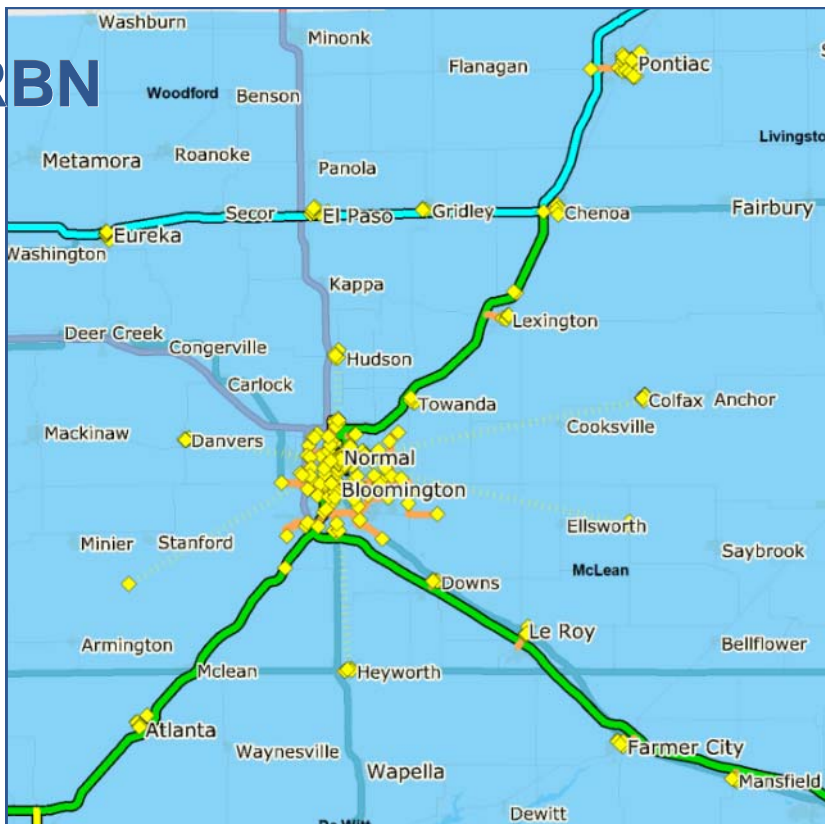 Washburn
Minonk
Flanagan
Pontiac
RBN
Woodford
Benson
Livingsto
Metamora
Roanoke
Panola
Secor
El Paso
Gridley
Chenoa
Fairbury
Eureka
Washington
Kappa
Lexington
Deer Creek
Congerville
Hudson
Carlock
Towanda
Colfax
Anchor
Mackinaw
Danvers
Cooksville
Normal
Bloomington
Ellsworth
Minier
Stanford
Saybrook
McLean
Downs
Le Roy
Armington
Bellflower
Mclean
Heyworth
Atlanta
Waynesville
Farmer City
Wapella
Mansfield
Dewitt